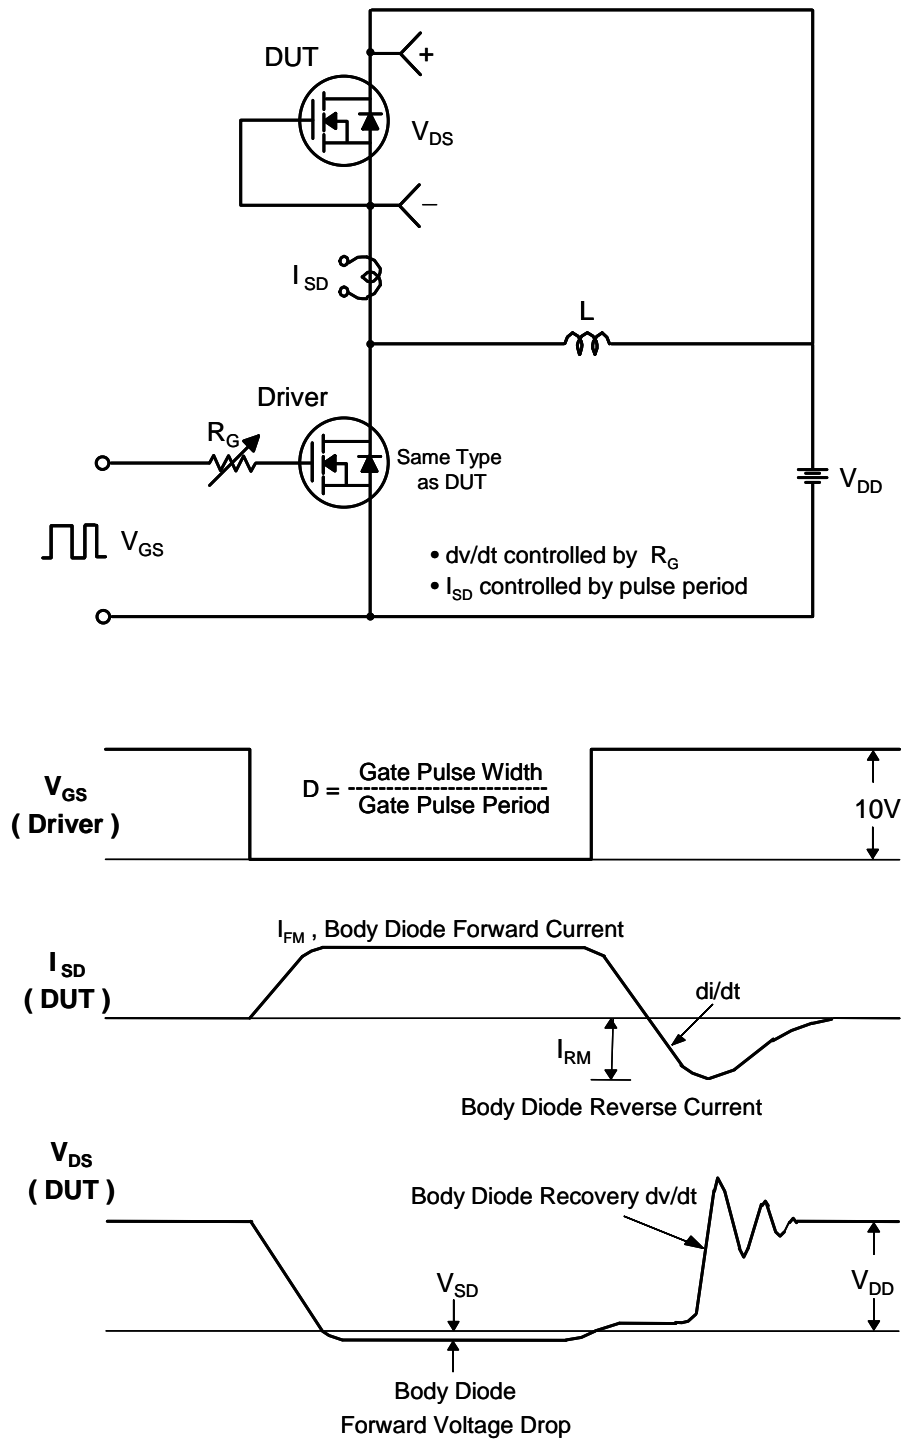 DUT
+
V_DS
–
I_SD
L
Driver
R_G
Same Type
as DUT
V_DD
V_GS
• dv/dt controlled by R_G
• I_SD controlled by pulse period
V_GS
( Driver )
D = Gate Pulse Width
--------------------------
Gate Pulse Period
10V
I_FM , Body Diode Forward Current
I_SD
( DUT )
di/dt
I_RM
Body Diode Reverse Current
V_DS
( DUT )
Body Diode Recovery dv/dt
V_SD
V_DD
Body Diode
Forward Voltage Drop